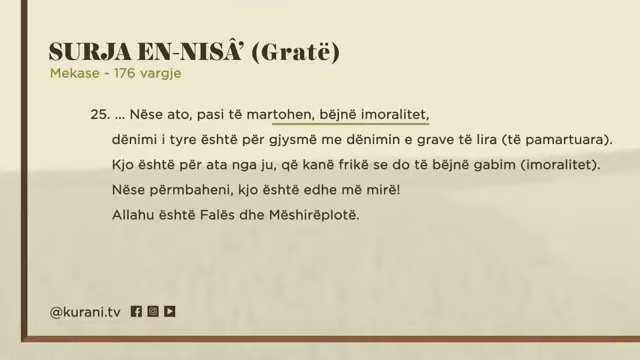 SURJA EN-NISÂ’ (Gratë)
Mekase - 176 vargje
25. ... Nëse ato, pasi të martohen, bëjnë imoralitet,
dënimi i tyre është për gjysmë me dënimin e grave të lira (të pamartuara).
Kjo është për ata nga ju, që kanë frikë se do të bëjnë gabim (imoralitet).
Nëse përmbaheni, kjo është edhe më mirë!
Allahu është Falës dhe Mëshirëplotë.
@kurani.tv